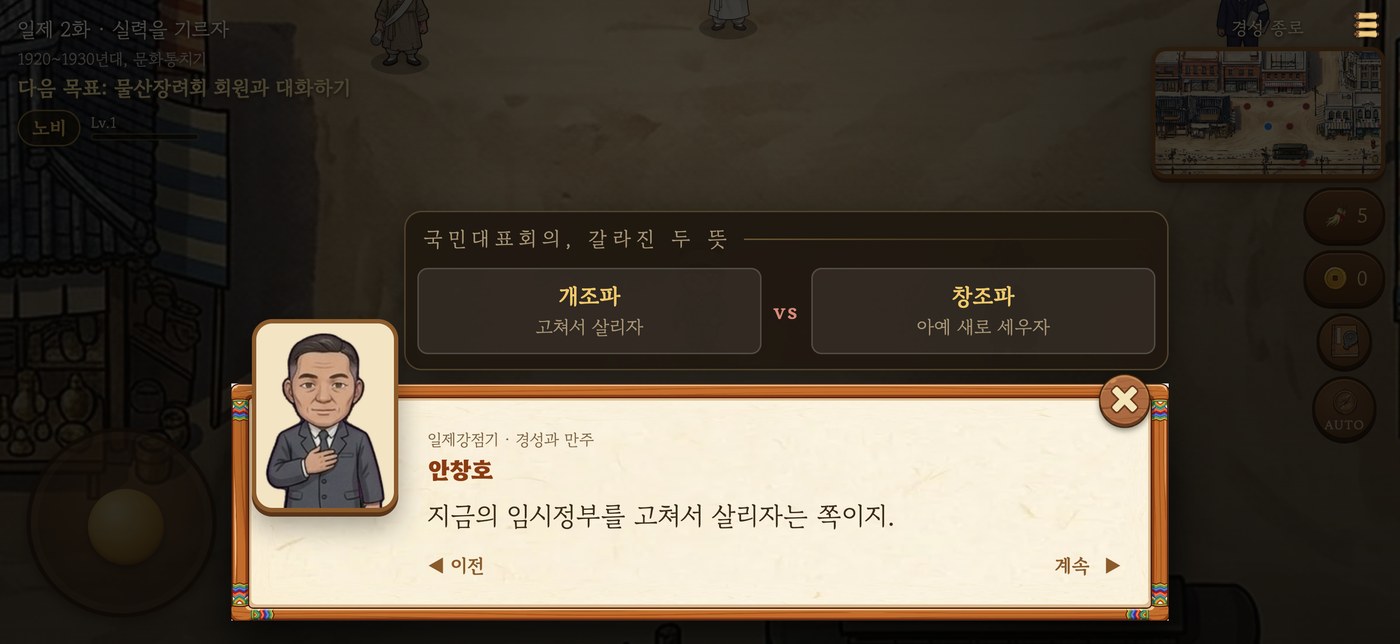 일제 2화 · 실력을 기르자
1920~1930년대, 문화통치기
다음 목표: 물산장려회 회원과 대화하기
노비 Lv.1
경성 종로
5
0
AUTO
국민대표회의, 갈라진 두 뜻
개조파
고쳐서 살리자
VS
창조파
아예 새로 세우자
일제강점기 · 경성과 만주
안창호
지금의 임시정부를 고쳐서 살리자는 쪽이지.
◀ 이전
계속 ▶